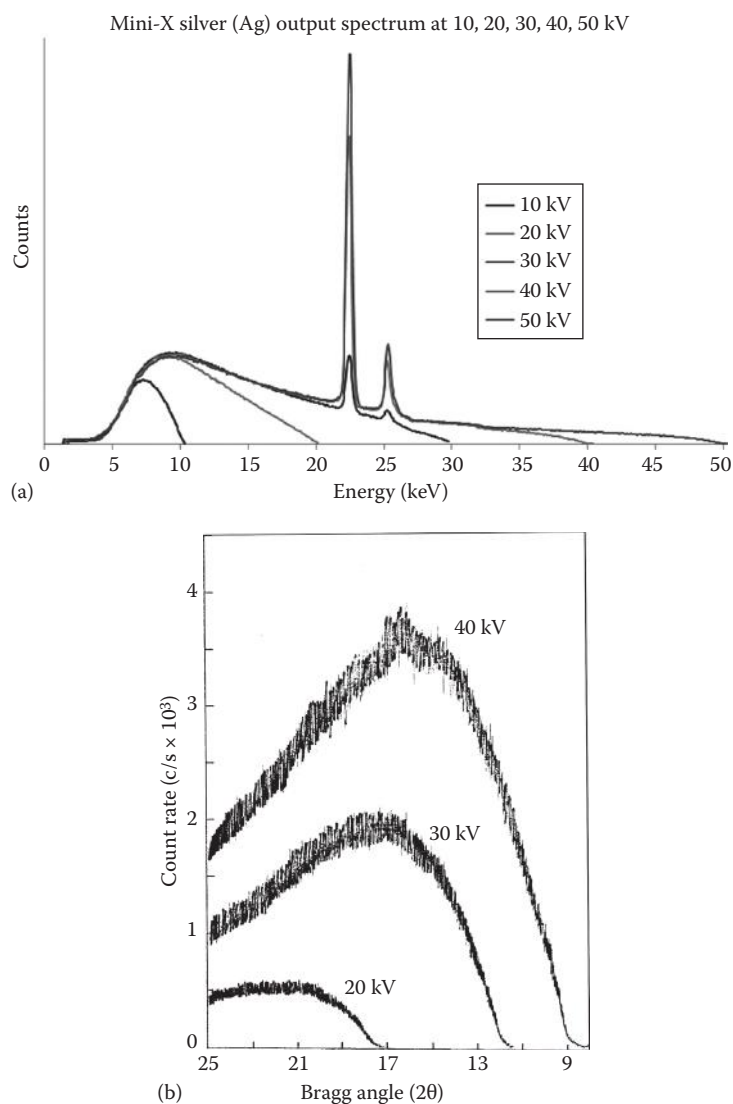 Mini-X silver (Ag) output spectrum at 10, 20, 30, 40, 50 kV
Counts
10 kV
20 kV
30 kV
40 kV
50 kV
0 5 10 15 20 25 30 35 40 45 50
(a) Energy (keV)
Count rate (c/s × 10³)
4
3
2
1
0
40 kV
30 kV
20 kV
25 21 17 13 9
(b) Bragg angle (2θ)